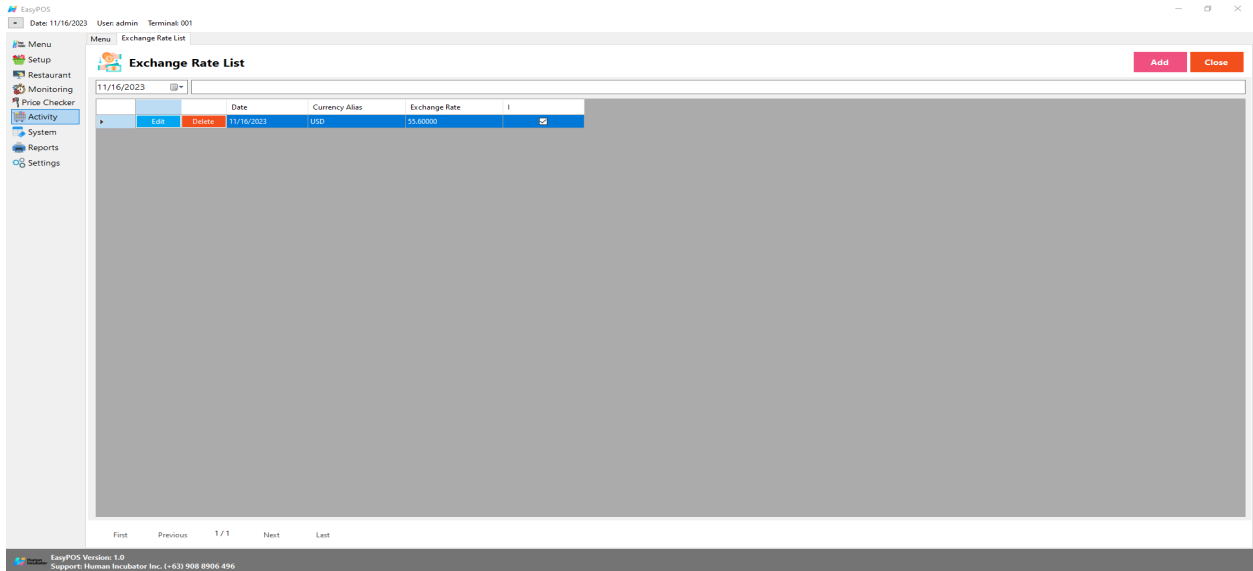 EasyPOS
Date: 11/16/2023 User: admin Terminal: 001
Menu
Setup
Restaurant
Monitoring
Price Checker
Activity
System
Reports
Settings
Menu Exchange Rate List
Exchange Rate List
Add Close
11/16/2023
Date Currency Alias Exchange Rate I
Edit Delete 11/16/2023 USD 55.60000
First Previous 1 / 1 Next Last
EasyPOS Version: 1.0
Support: Human Incubator Inc. (+63) 908 8906 496